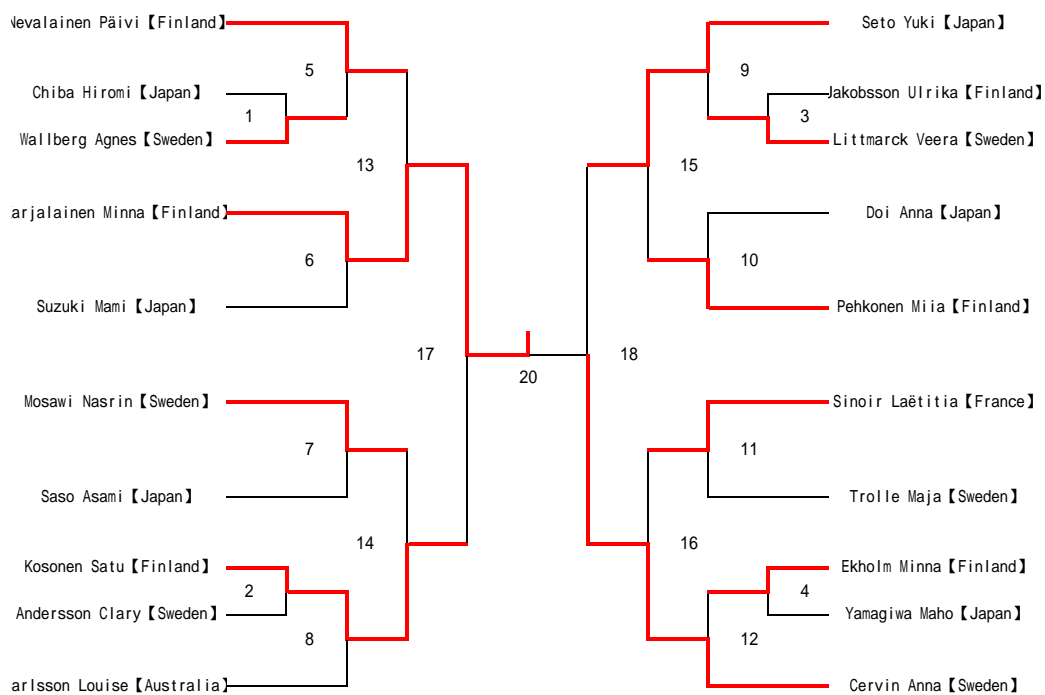 Nevalainen Päivi【Finland】
5
Chiba Hiromi【Japan】
1
Wallberg Agnes【Sweden】
13
arjalainen Minna【Finland】
6
Suzuki Mami【Japan】
17
Mosawi Nasrin【Sweden】
7
Saso Asami【Japan】
14
Kosonen Satu【Finland】
2
Andersson Clary【Sweden】
8
arlsson Louise【Australia】
20
Seto Yuki【Japan】
9
Jakobsson Ulrika【Finland】
3
Littmarck Veera【Sweden】
15
Doi Anna【Japan】
10
Pehkonen Miia【Finland】
18
Sinoir Laëtitia【France】
11
Trolle Maja【Sweden】
16
Ekholm Minna【Finland】
4
Yamagiwa Maho【Japan】
12
Cervin Anna【Sweden】